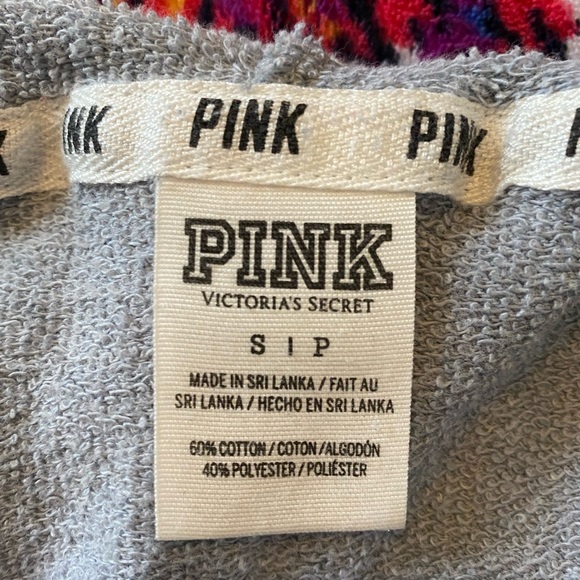 NK PINK PINK
PINK
VICTORIA'S SECRET
S | P
MADE IN SRI LANKA / FAIT AU
SRI LANKA / HECHO EN SRI LANKA
60% COTTON / COTON / ALGODÓN
40% POLYESTER / POLIÉSTER